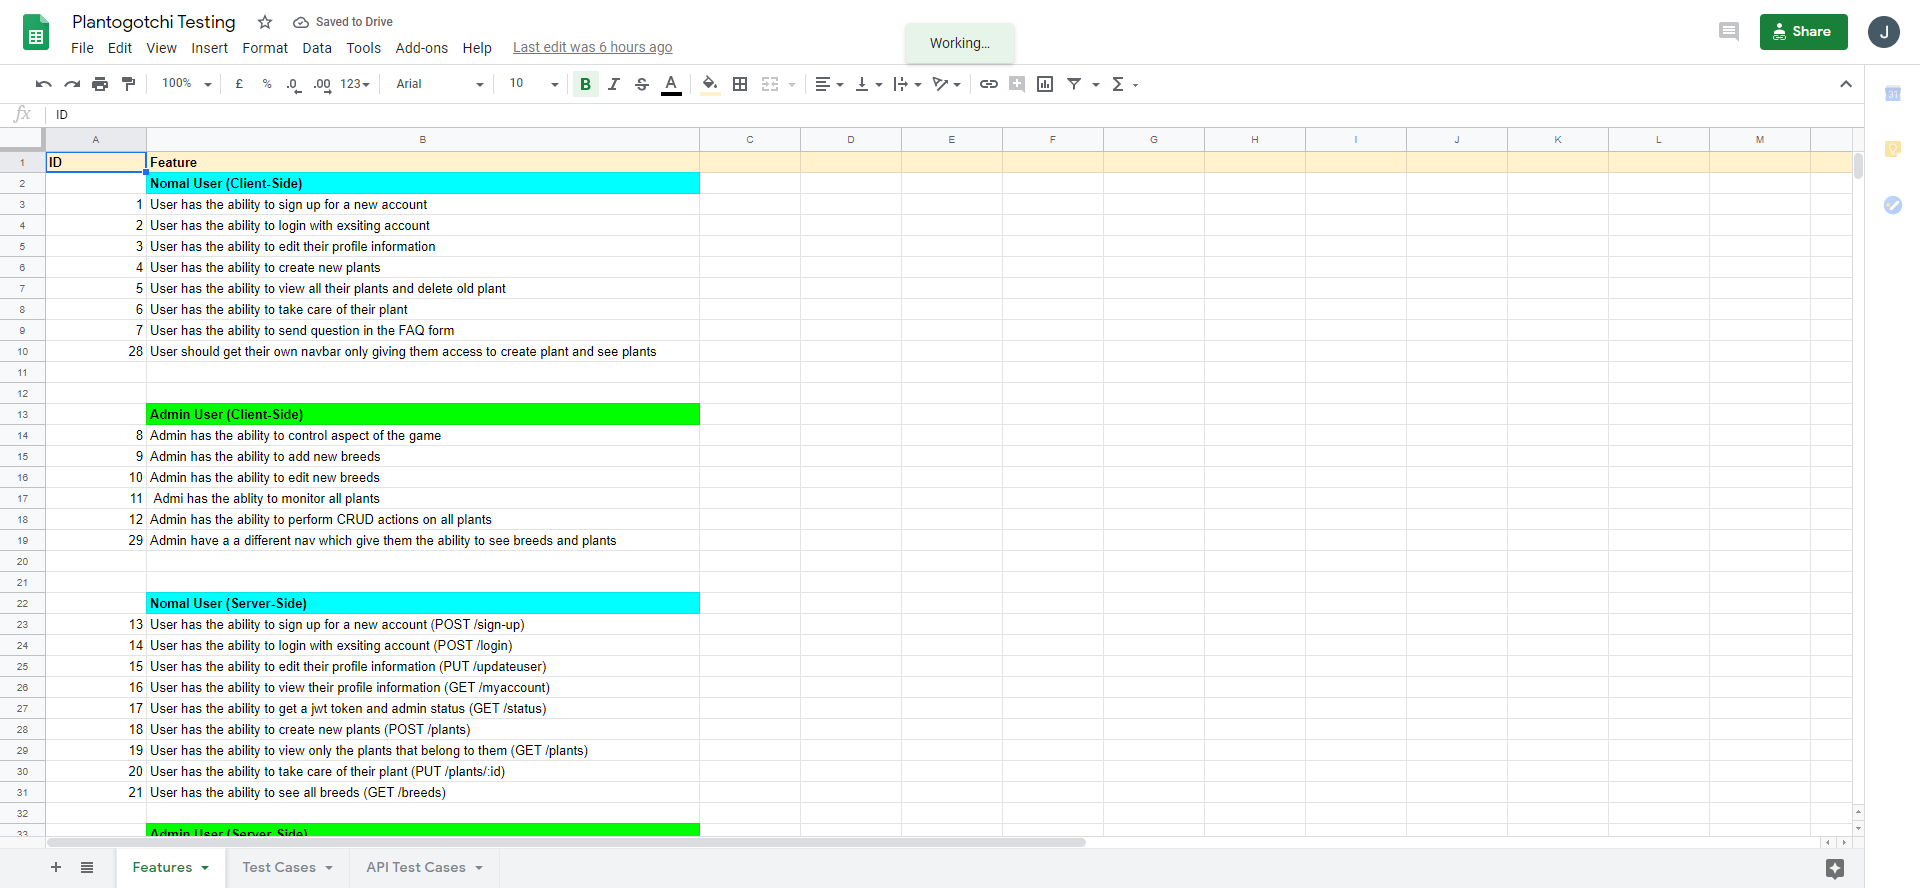 Plantogotchi Testing
Saved to Drive
File Edit View Insert Format Data Tools Add-ons Help Last edit was 6 hours ago
Working...
Share
J
100% £ % .0 .00 123 Arial 10 B I S A
fx ID
A B C D E F G H I J K L M
1 ID Feature
2 Nomal User (Client-Side)
3 1 User has the ability to sign up for a new account
4 2 User has the ability to login with exsiting account
5 3 User has the ability to edit their profile information
6 4 User has the ability to create new plants
7 5 User has the ability to view all their plants and delete old plant
8 6 User has the ability to take care of their plant
9 7 User has the ability to send question in the FAQ form
10 28 User should get their own navbar only giving them access to create plant and see plants
11
12
13 Admin User (Client-Side)
14 8 Admin has the ability to control aspect of the game
15 9 Admin has the ability to add new breeds
16 10 Admin has the ability to edit new breeds
17 11 Admi has the ablity to monitor all plants
18 12 Admin has the ability to perform CRUD actions on all plants
19 29 Admin have a a different nav which give them the ability to see breeds and plants
20
21
22 Nomal User (Server-Side)
23 13 User has the ability to sign up for a new account (POST /sign-up)
24 14 User has the ability to login with exsiting account (POST /login)
25 15 User has the ability to edit their profile information (PUT /updateuser)
26 16 User has the ability to view their profile information (GET /myaccount)
27 17 User has the ability to get a jwt token and admin status (GET /status)
28 18 User has the ability to create new plants (POST /plants)
29 19 User has the ability to view only the plants that belong to them (GET /plants)
30 20 User has the ability to take care of their plant (PUT /plants/:id)
31 21 User has the ability to see all breeds (GET /breeds)
32
33 Admin User (Server-Side)
Features Test Cases API Test Cases
31